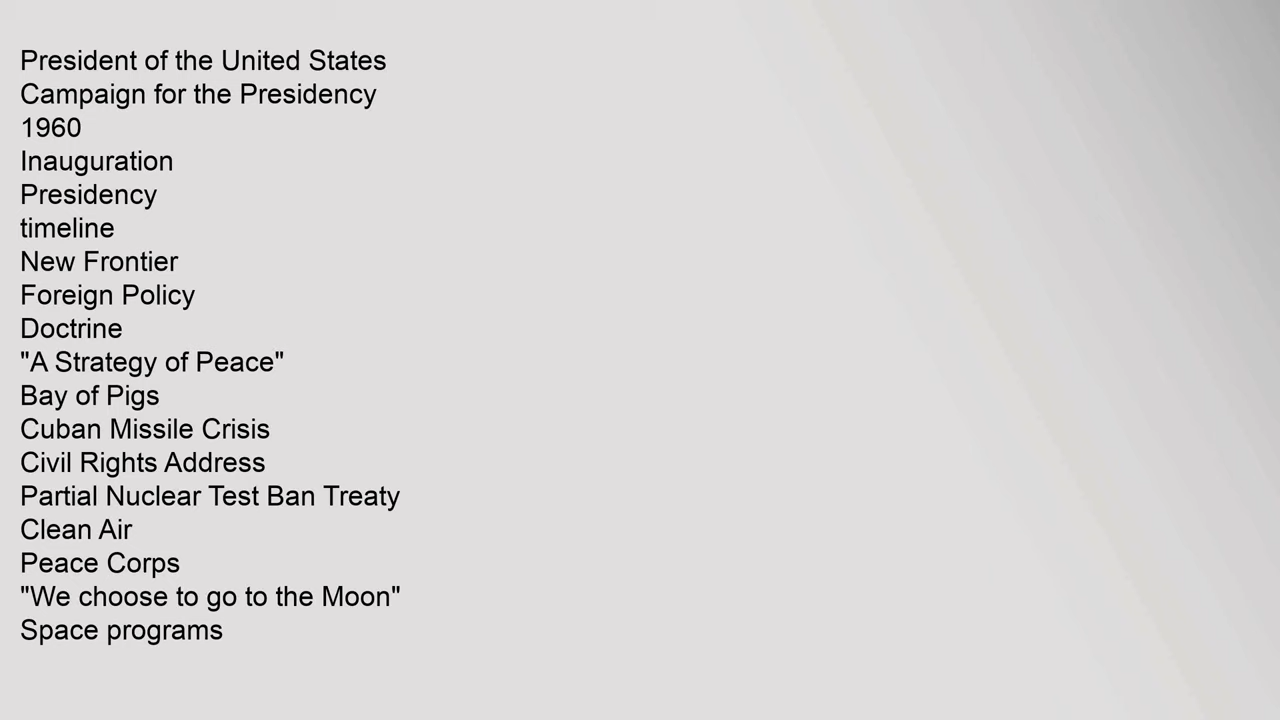 President of the United States
Campaign for the Presidency
1960
Inauguration
Presidency
timeline
New Frontier
Foreign Policy
Doctrine
"A Strategy of Peace"
Bay of Pigs
Cuban Missile Crisis
Civil Rights Address
Partial Nuclear Test Ban Treaty
Clean Air
Peace Corps
"We choose to go to the Moon"
Space programs